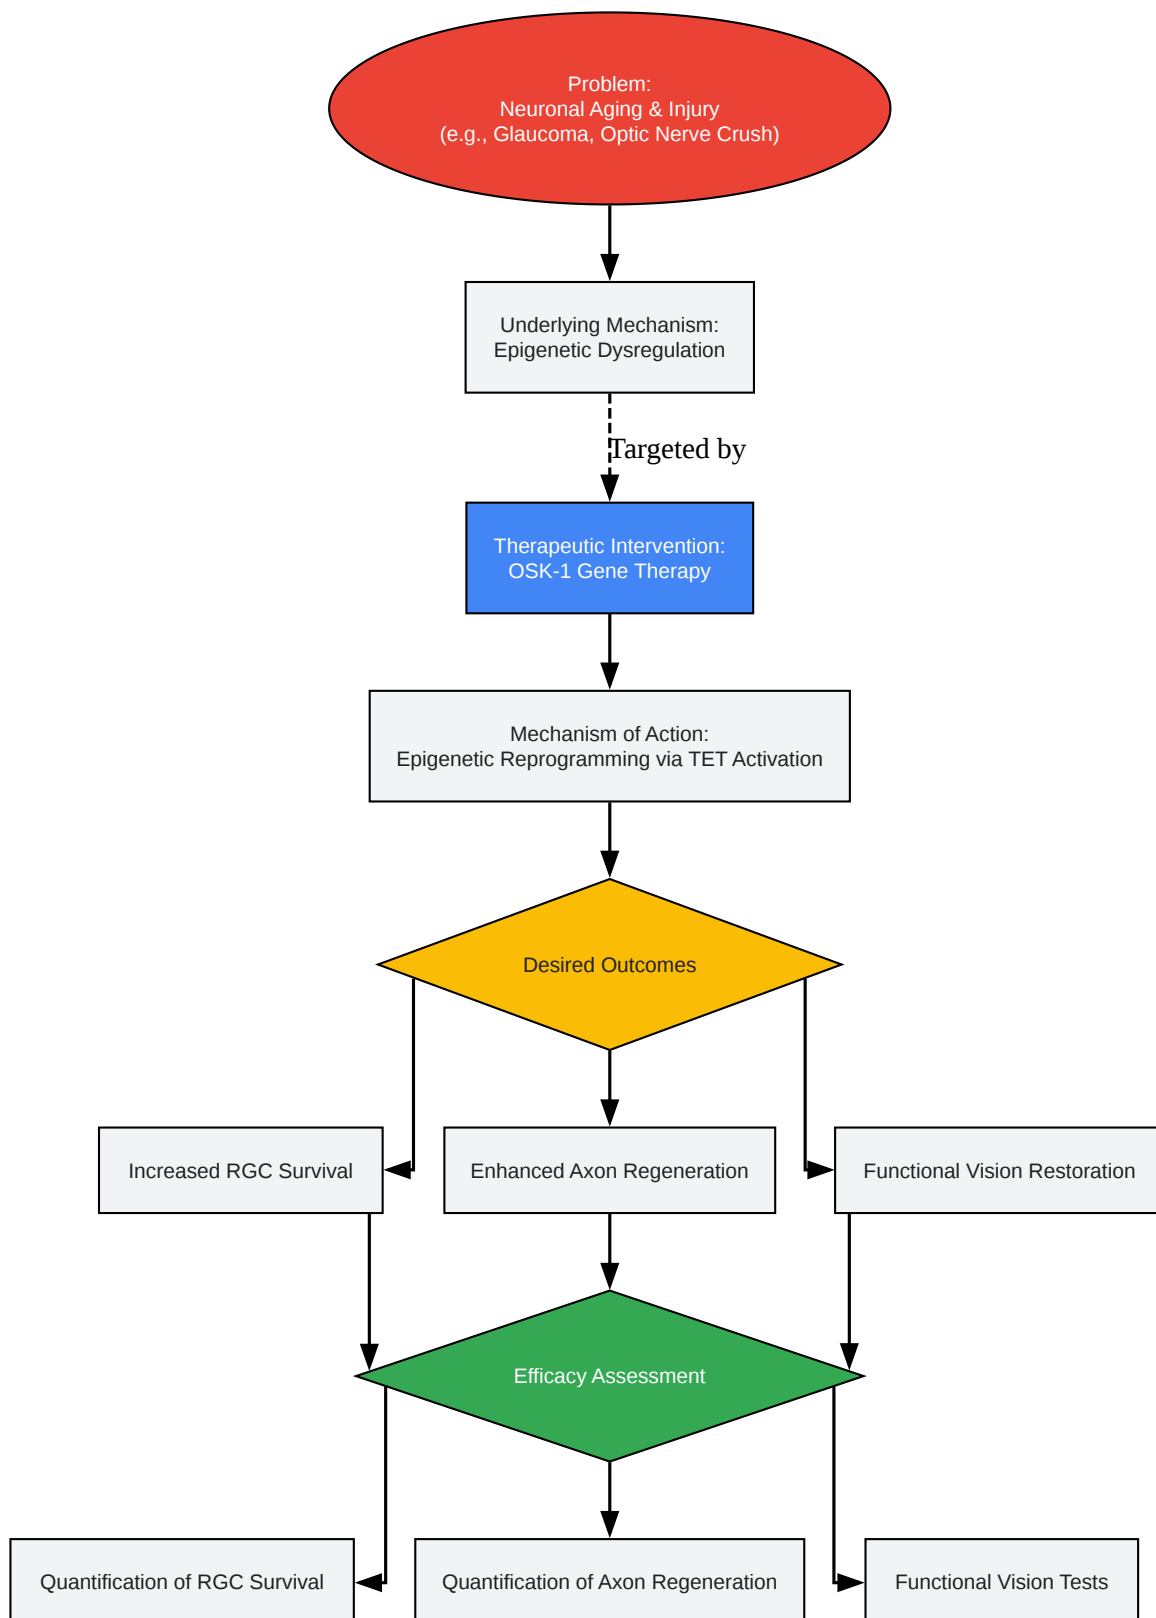 Problem:
Neuronal Aging & Injury
(e.g., Glaucoma, Optic Nerve Crush)
Underlying Mechanism:
Epigenetic Dysregulation
Targeted by
Therapeutic Intervention:
OSK-1 Gene Therapy
Mechanism of Action:
Epigenetic Reprogramming via TET Activation
Desired Outcomes
Increased RGC Survival
Enhanced Axon Regeneration
Functional Vision Restoration
Efficacy Assessment
Quantification of RGC Survival
Quantification of Axon Regeneration
Functional Vision Tests